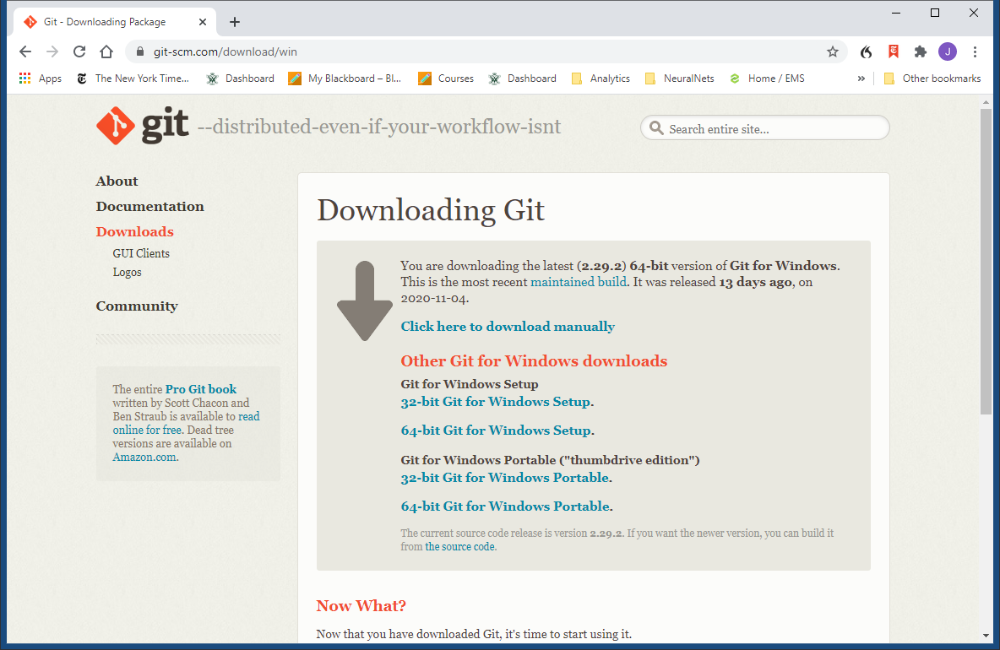 Git - Downloading Package
git-scm.com/download/win
J
Apps
The New York Time...
Dashboard
My Blackboard – Bl...
Courses
Dashboard
Analytics
NeuralNets
Home / EMS
»
Other bookmarks
git --distributed-even-if-your-workflow-isnt
Search entire site...
About
Documentation
Downloads
GUI Clients
Logos
Community
The entire Pro Git book
written by Scott Chacon and
Ben Straub is available to read
online for free. Dead tree
versions are available on
Amazon.com.
Downloading Git
You are downloading the latest (2.29.2) 64-bit version of Git for Windows.
This is the most recent maintained build. It was released 13 days ago, on
2020-11-04.
Click here to download manually
Other Git for Windows downloads
Git for Windows Setup
32-bit Git for Windows Setup.
64-bit Git for Windows Setup.
Git for Windows Portable ("thumbdrive edition")
32-bit Git for Windows Portable.
64-bit Git for Windows Portable.
The current source code release is version 2.29.2. If you want the newer version, you can build it
from the source code.
Now What?
Now that you have downloaded Git, it's time to start using it.